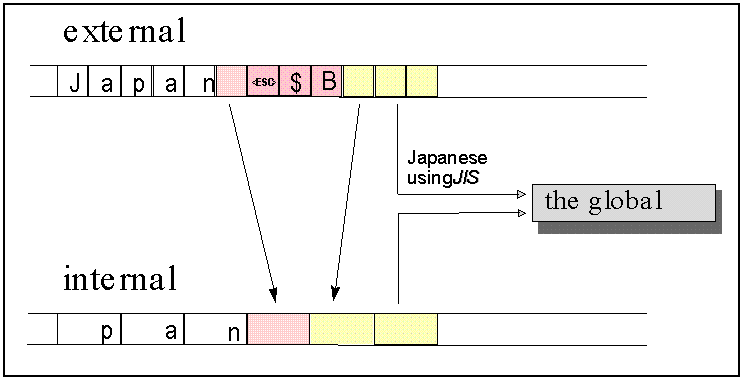 external
J a p a n <ESC> $ B
Japanese
using JIS
the global
internal
p a n